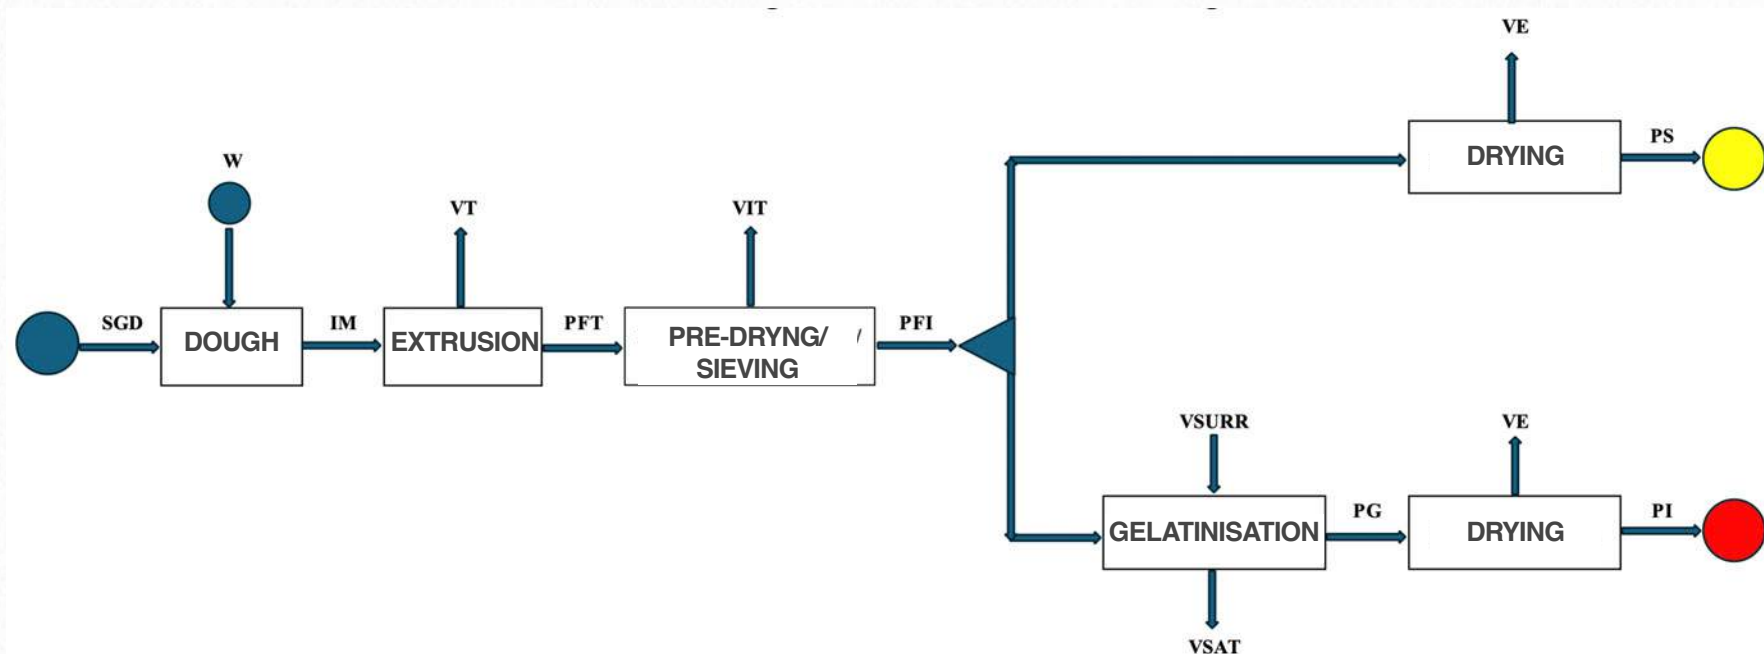 VE
DRYING
PS
W
VT
VIT
SGD
DOUGH
IM
EXTRUSION
PFT
PRE-DRYNG/
SIEVING
PFI
VSURR
VE
GELATINISATION
PG
DRYING
PI
VSAT